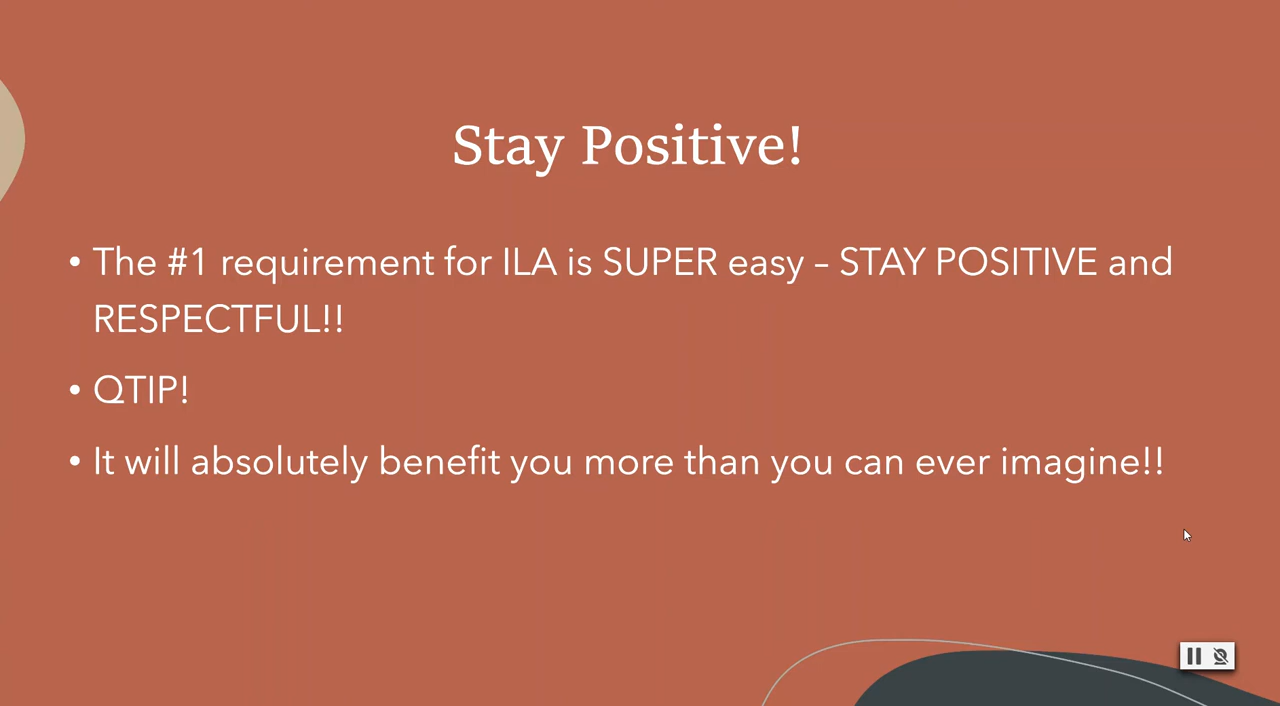 Stay Positive!
• The #1 requirement for ILA is SUPER easy – STAY POSITIVE and
RESPECTFUL!!
• QTIP!
• It will absolutely benefit you more than you can ever imagine!!